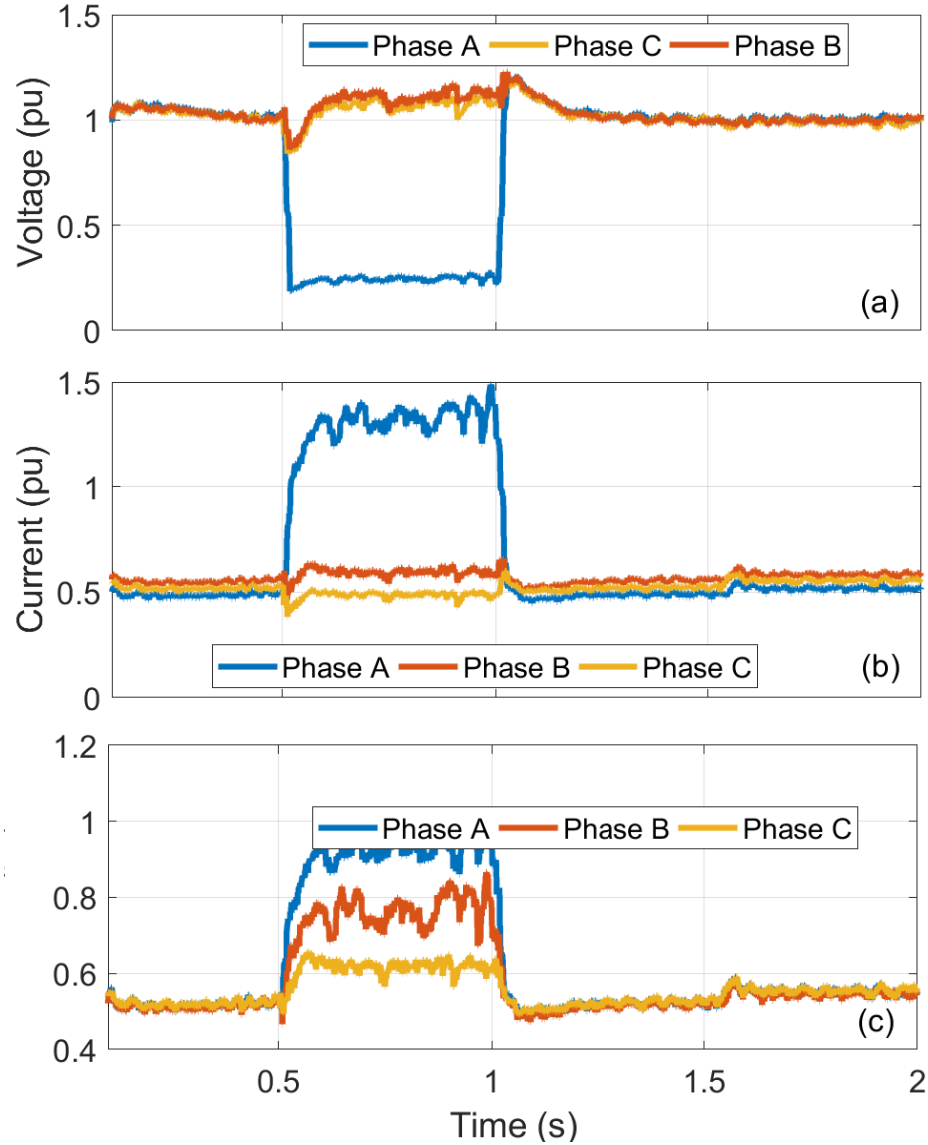 1.5
Phase A Phase C Phase B
1
Voltage (pu)
0.5
(a)
0
1.5
1
Current (pu)
0.5
Phase A Phase B Phase C
(b)
0
1.2
1
Phase A Phase B Phase C
0.8
0.6
(c)
0.4
0.5 1 1.5 2
Time (s)